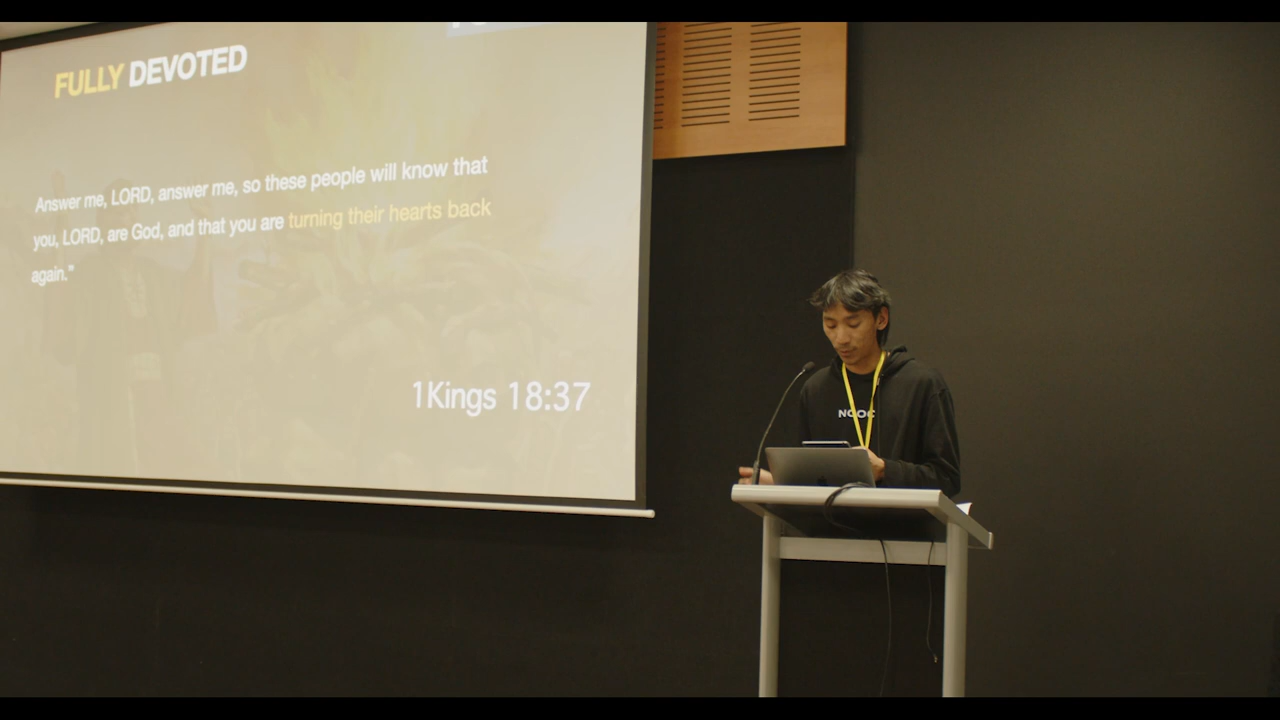 FULLY DEVOTED
Answer me, LORD, answer me, so these people will know that
you, LORD, are God, and that you are turning their hearts back
again."
1Kings 18:37